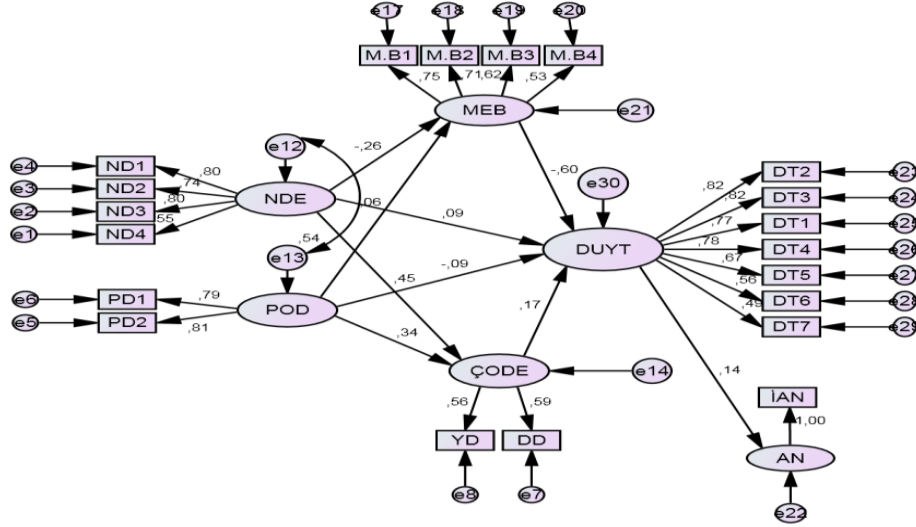 e17 e18 e19 e20
M.B1 M.B2 M.B3 M.B4
,75 ,71 ,62 ,53
MEB e21
e12 -,26
e4 ND1 ,80
e3 ND2 ,74
e2 ND3 ,80
e1 ND4 ,55
NDE
,06
-,60
e30
,09
DUYT
,54
e13
POD
-,09
,45
,34
,17
e6 PD1 ,79
e5 PD2 ,81
,82 DT2
,82 DT3
,77 DT1
,78 DT4
,67 DT5
,56 DT6 e28
,49 DT7 e29
ÇODE e14
,56 ,59
YD DD
e8 e7
,14
İAN
1,00
AN
e22